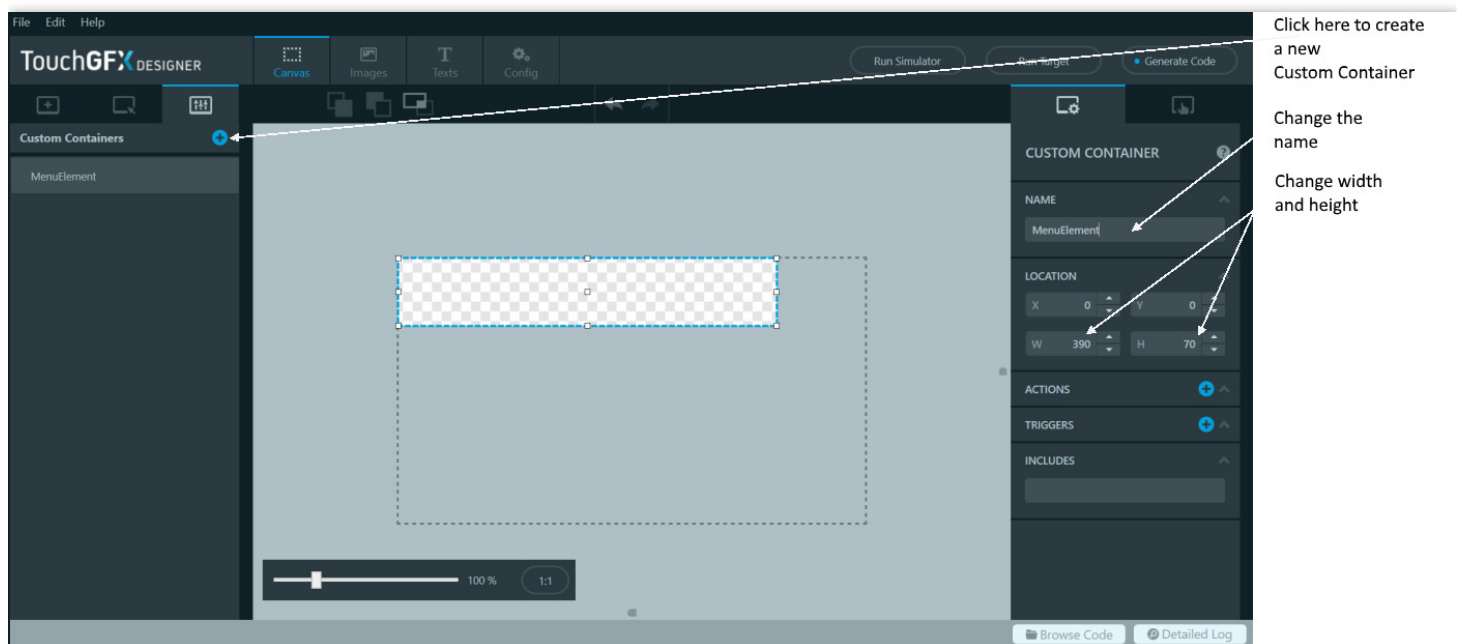 File Edit Help
TouchGFX DESIGNER
Canvas
Images
Texts
Config
Run Simulator
Run Target
Generate Code
Custom Containers
MenuElement
CUSTOM CONTAINER
NAME
MenuElement
LOCATION
X 0 Y 0
W 390 H 70
ACTIONS
TRIGGERS
INCLUDES
100 %
1:1
Browse Code
Detailed Log
Click here to create
a new
Custom Container
Change the
name
Change width
and height